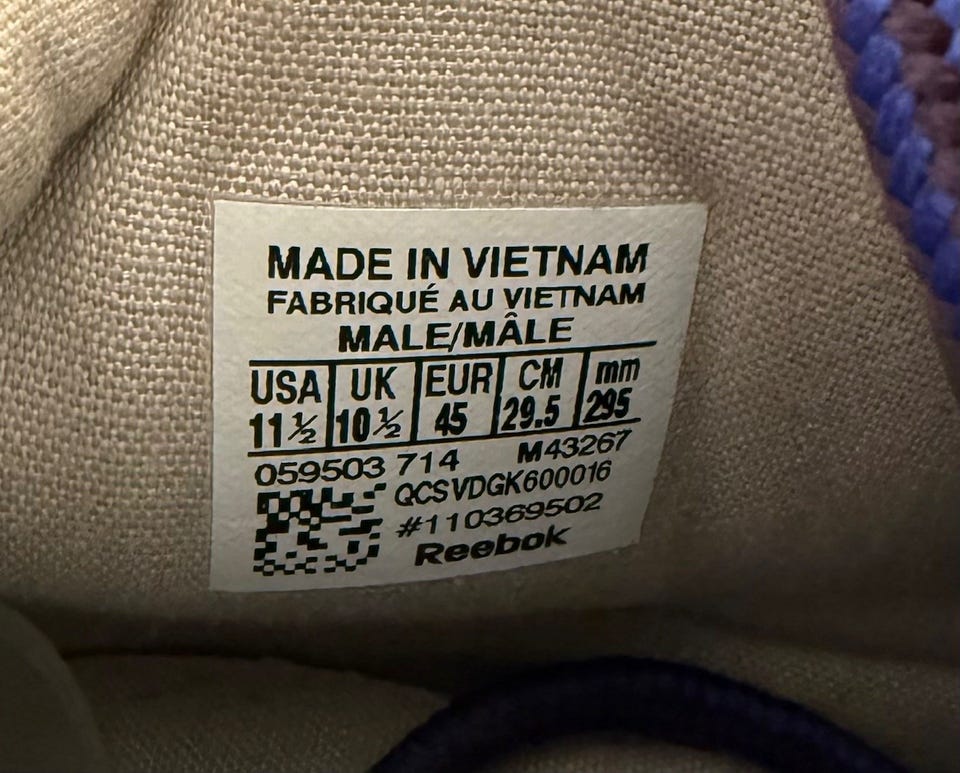 MADE IN VIETNAM
FABRIQUÉ AU VIETNAM
MALE/MÂLE
USA UK EUR CM mm
11½ 10½ 45 29.5 295
059503 714 M43267
QCSVDGK600016
#110369502
Reebok